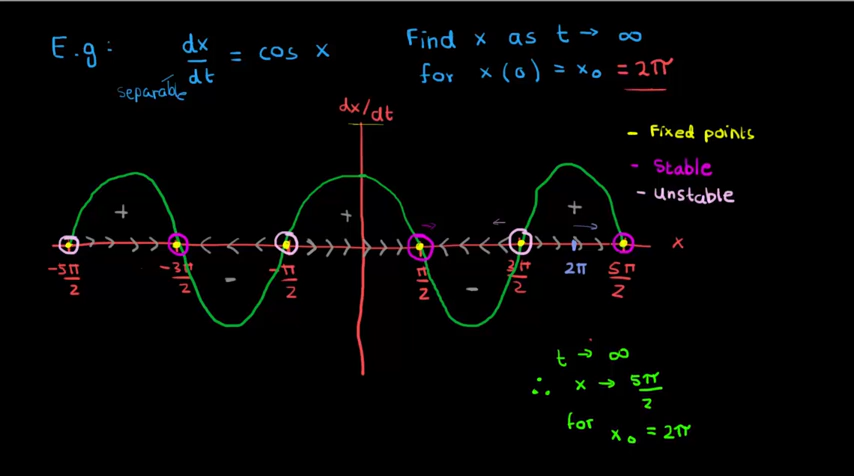 E.g: dx/dt = cos x
separable
Find x as t → ∞
for x(0) = x₀ = 2π
dx/dt
- Fixed points
- Stable
- Unstable
+ + +
x
-5π/2 -3π/2 -π/2 π/2 3π/2 2π 5π/2
- -
t → ∞
∴ x → 5π/2
for x₀ = 2π